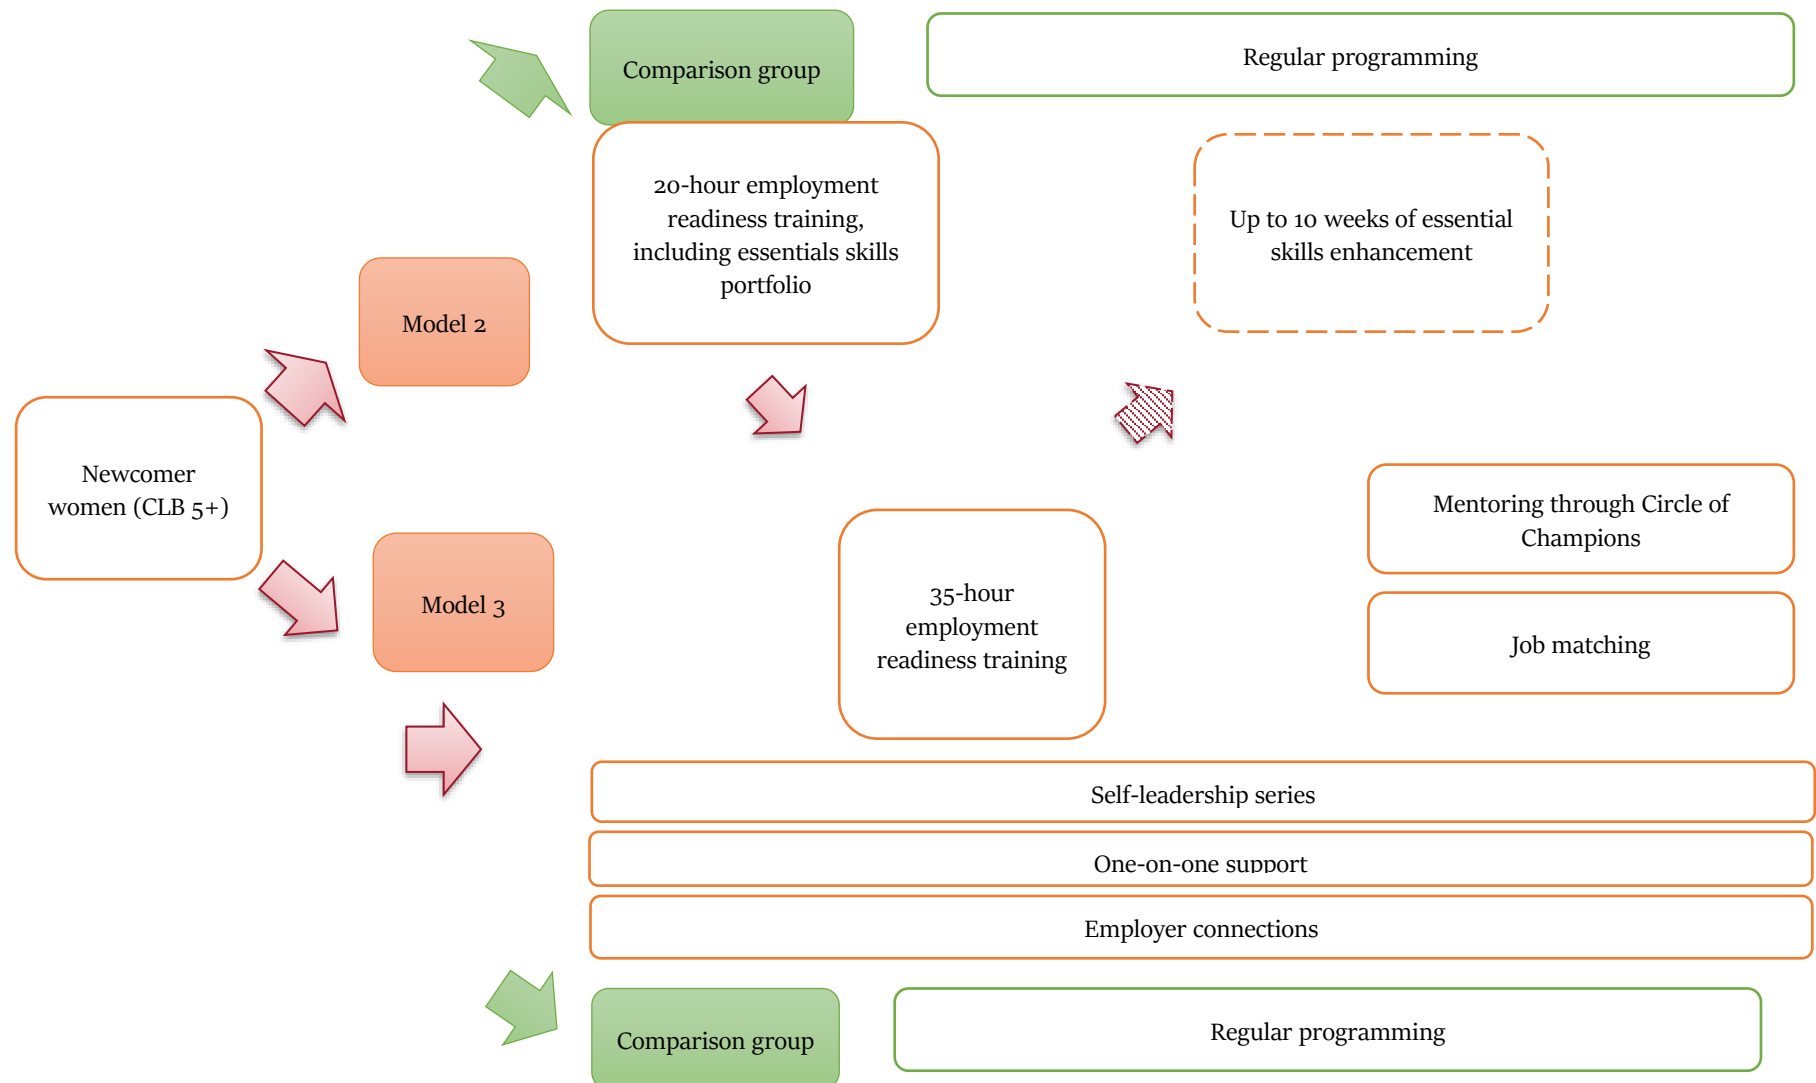 Comparison group
Regular programming
20-hour employment
readiness training,
including essentials skills
portfolio
Up to 10 weeks of essential
skills enhancement
Model 2
Newcomer
women (CLB 5+)
Model 3
35-hour
employment
readiness training
Mentoring through Circle of
Champions
Job matching
Self-leadership series
One-on-one support
Employer connections
Comparison group
Regular programming